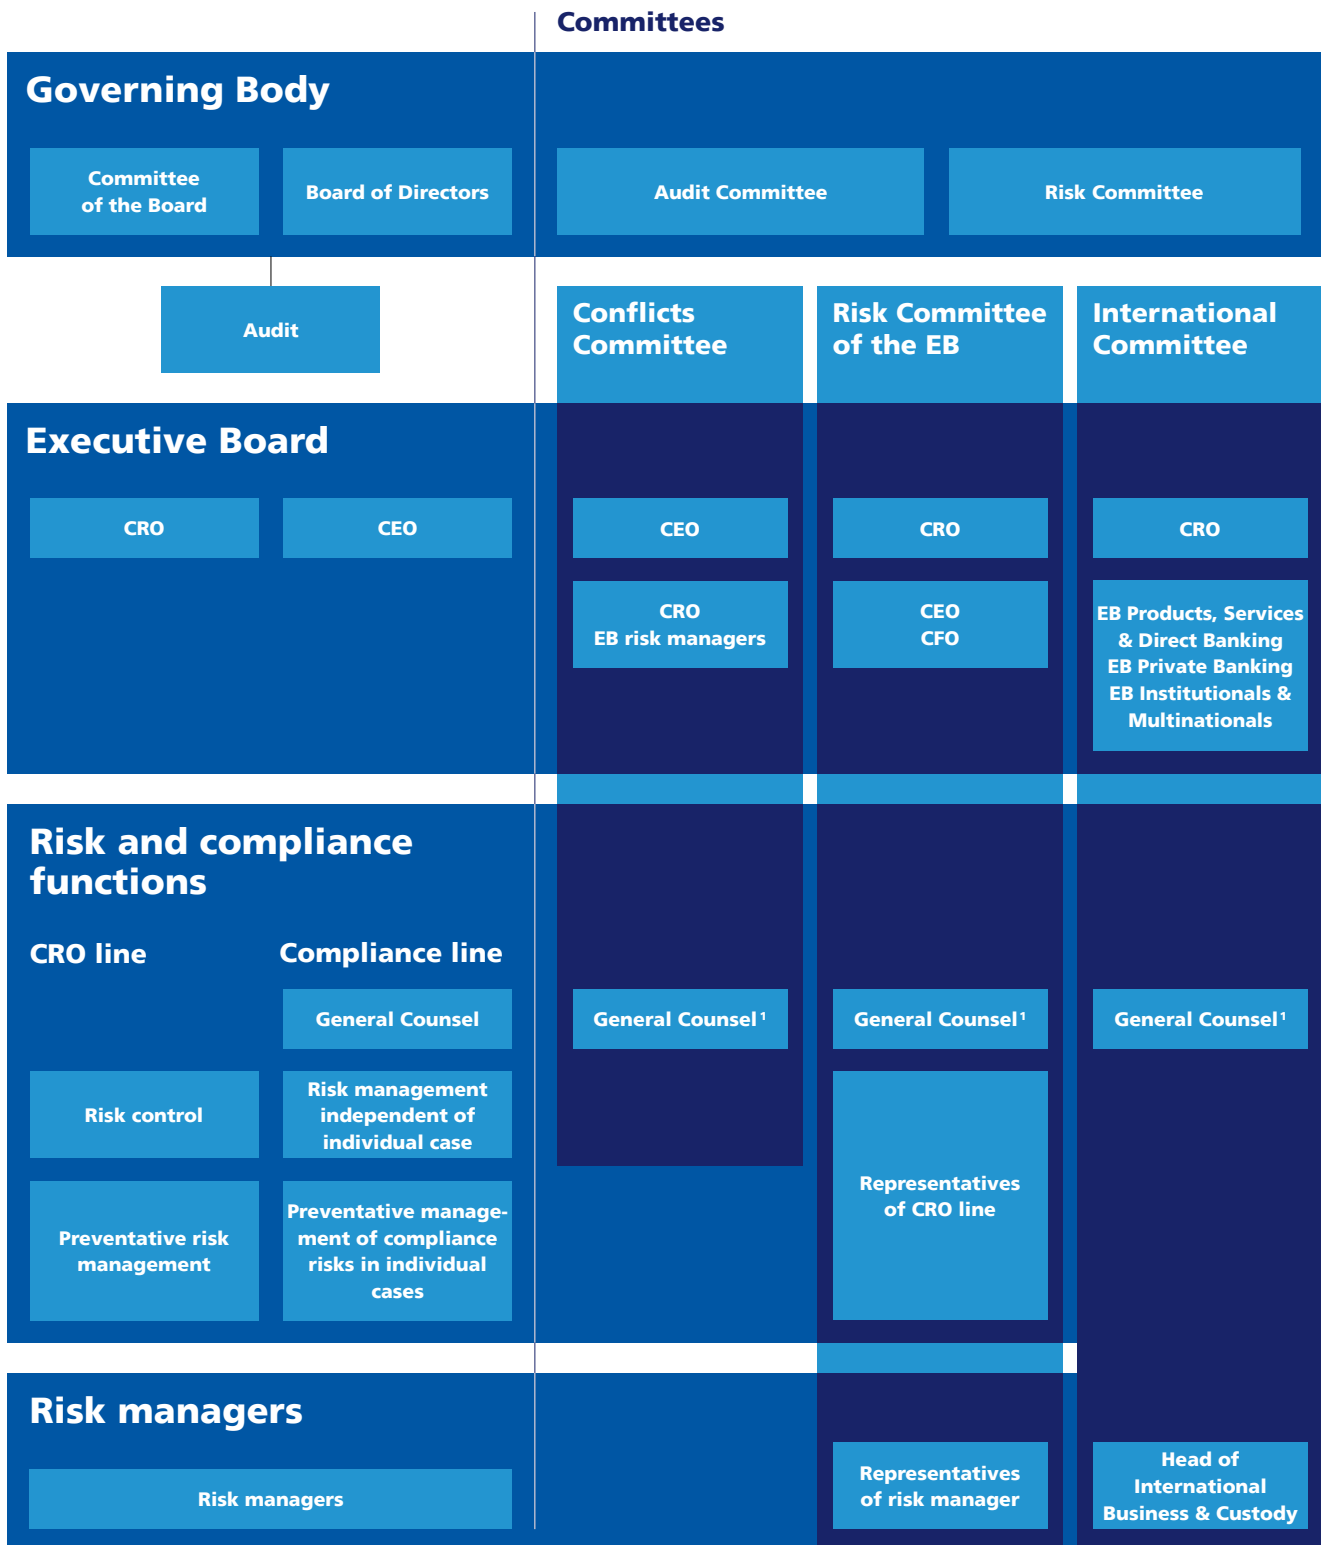 Committees
Governing Body
Committee
of the Board
Board of Directors
Audit Committee
Risk Committee
Audit
Conflicts
Committee
Risk Committee
of the EB
International
Committee
Executive Board
CRO
CEO
CEO
CRO
CRO
CRO
EB risk managers
CEO
CFO
EB Products, Services
& Direct Banking
EB Private Banking
EB Institutionals &
Multinationals
Risk and compliance
functions
CRO line
Compliance line
General Counsel
General Counsel¹
General Counsel¹
General Counsel¹
Risk control
Risk management
independent of
individual case
Representatives
of CRO line
Preventative risk
management
Preventative manage-
ment of compliance
risks in individual
cases
Risk managers
Risk managers
Representatives
of risk manager
Head of
International
Business & Custody